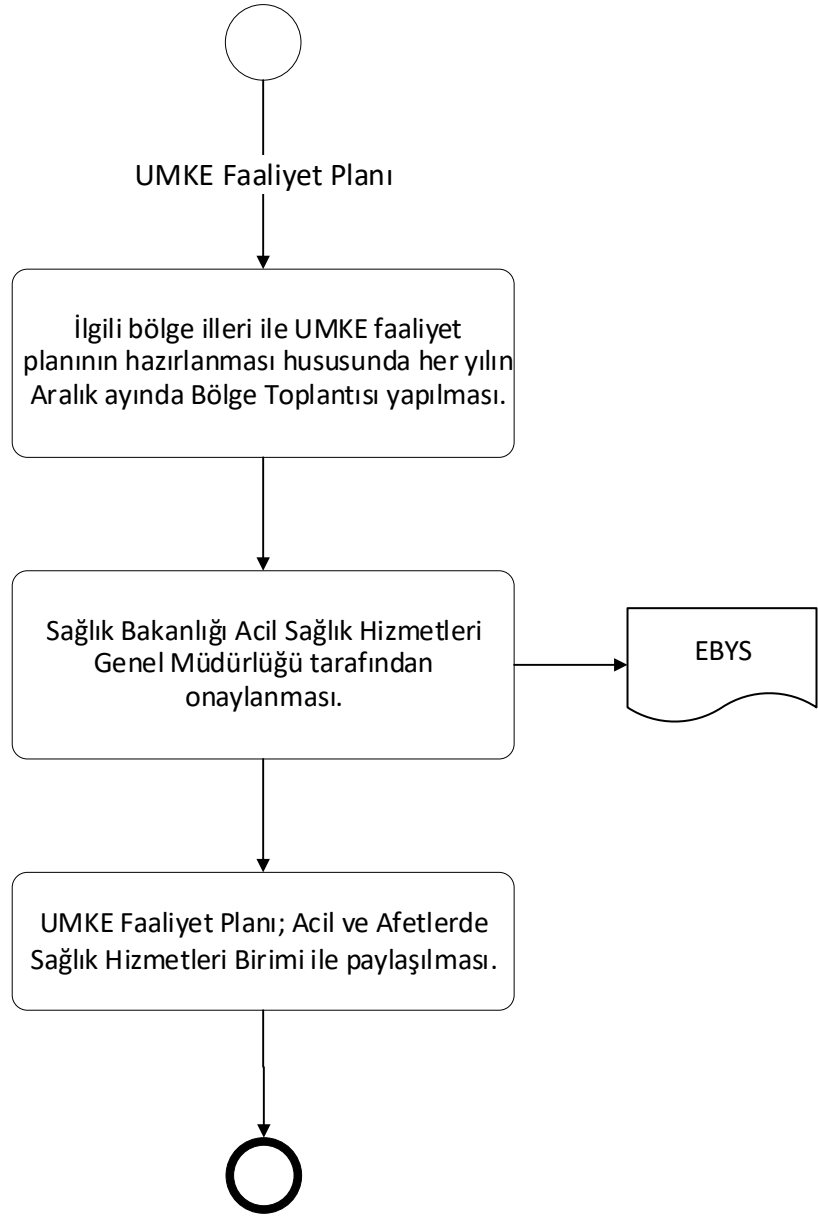 UMKE Faaliyet Planı
İlgili bölge illeri ile UMKE faaliyet
planının hazırlanması hususunda her yılın
Aralık ayında Bölge Toplantısı yapılması.
Sağlık Bakanlığı Acil Sağlık Hizmetleri
Genel Müdürlüğü tarafından
onaylanması.
EBYS
UMKE Faaliyet Planı; Acil ve Afetlerde
Sağlık Hizmetleri Birimi ile paylaşılması.